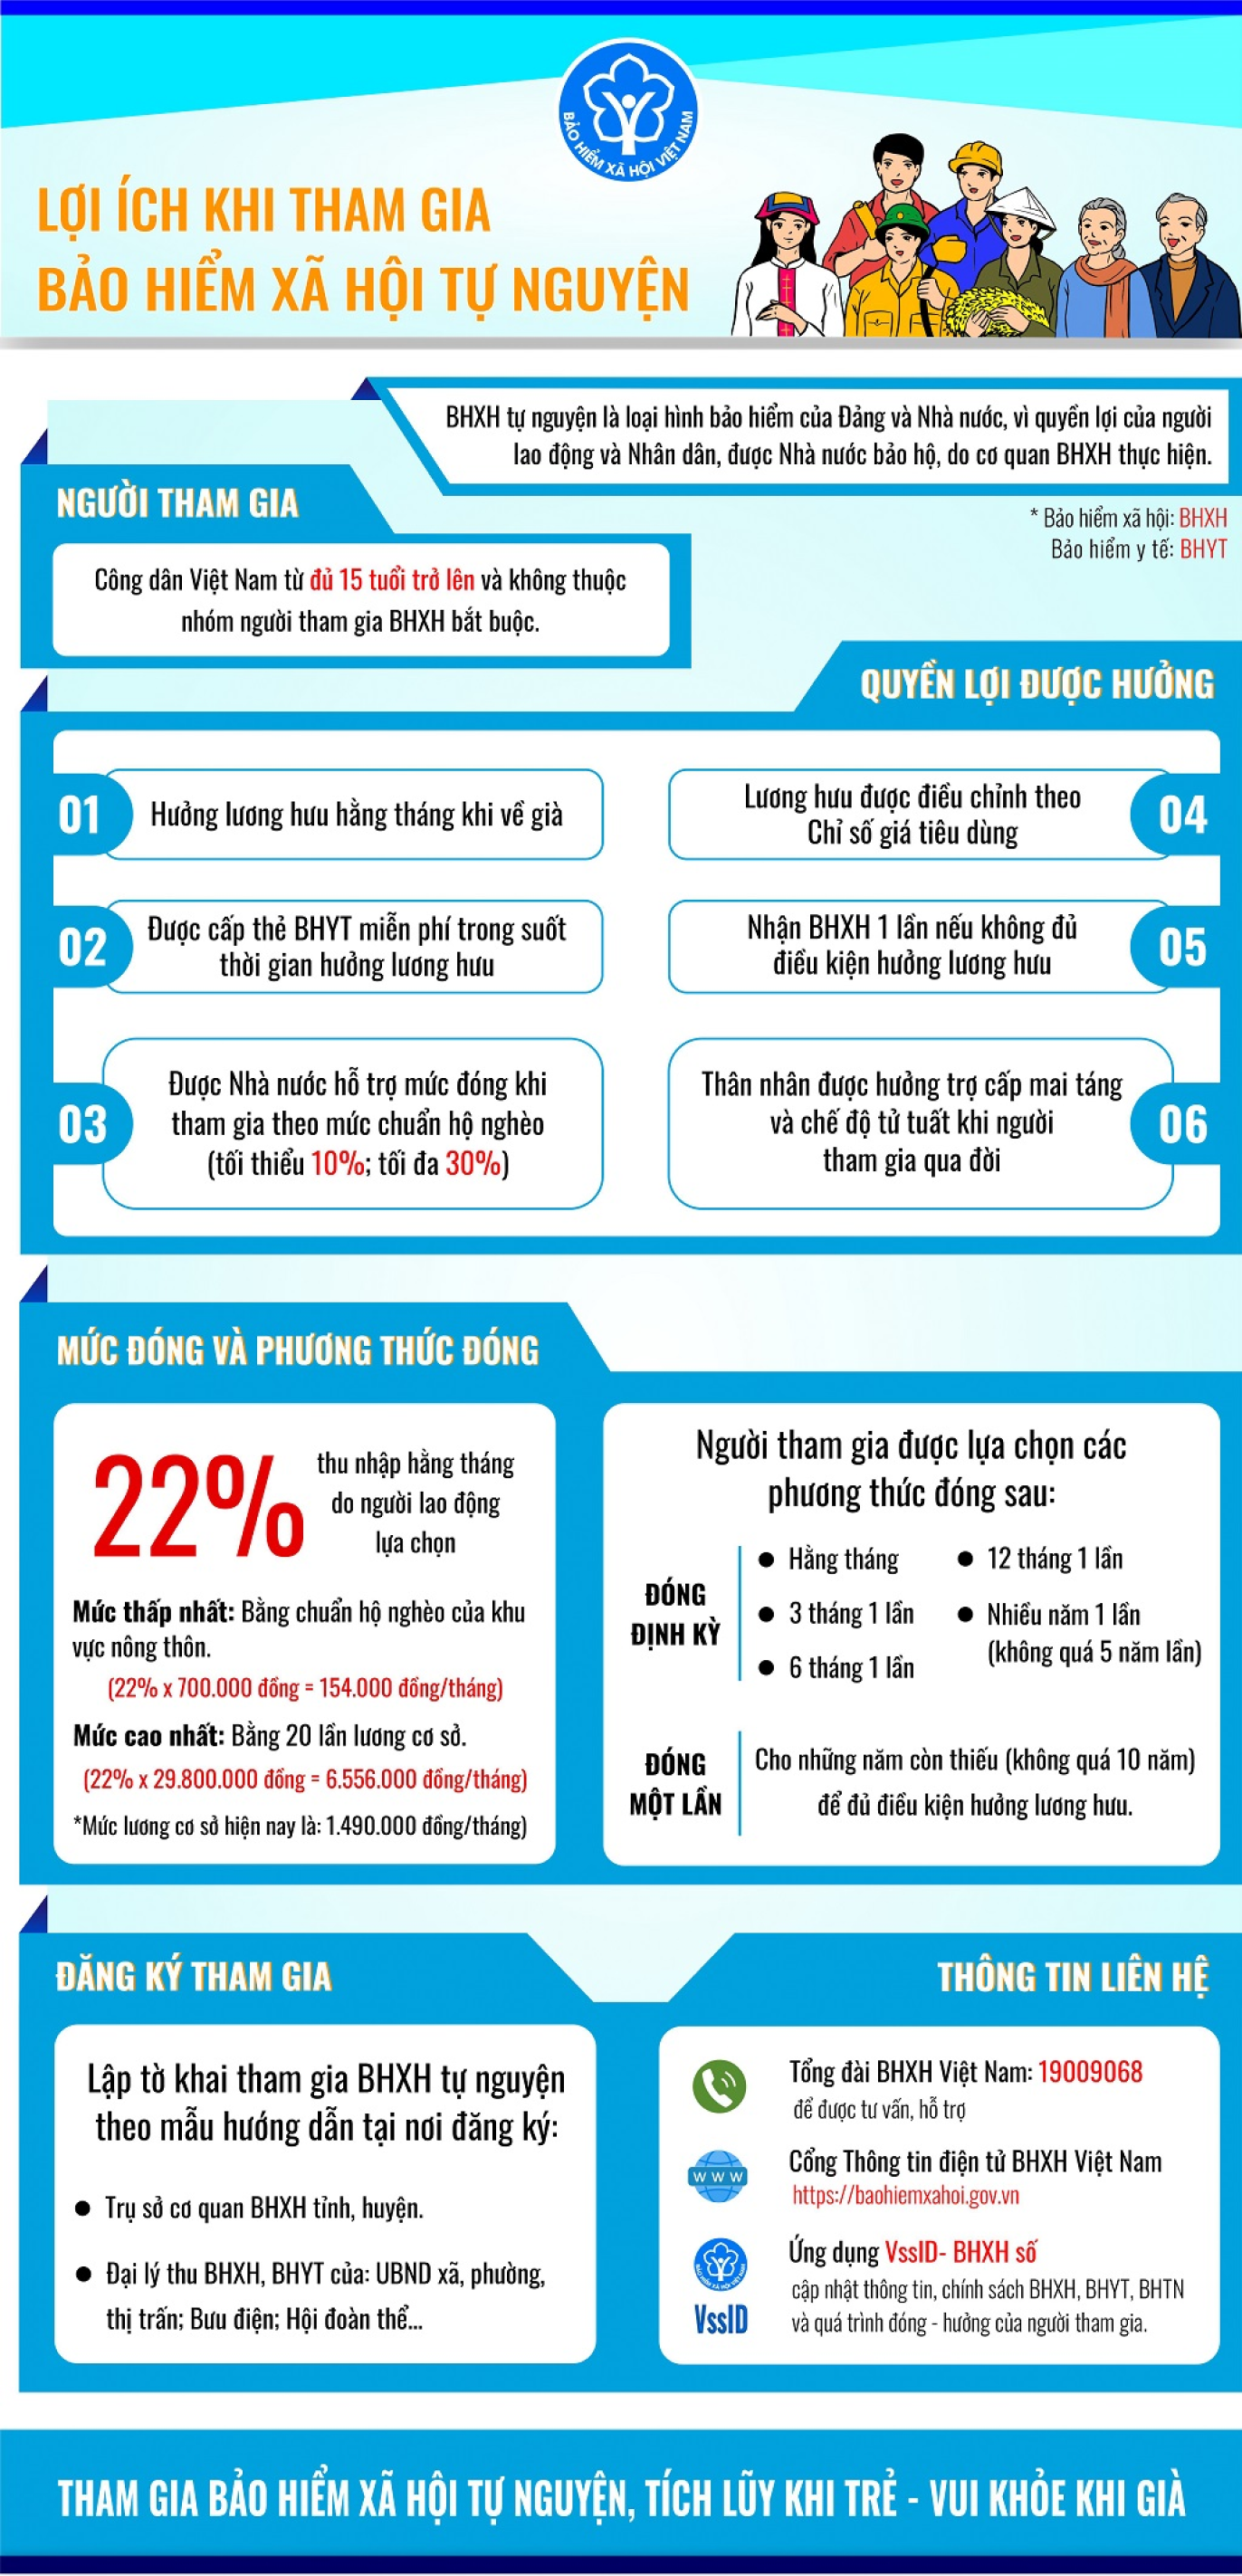 BẢO HIỂM XÃ HỘI VIỆT NAM
LỢI ÍCH KHI THAM GIA
BẢO HIỂM XÃ HỘI TỰ NGUYỆN
BHXH tự nguyện là loại hình bảo hiểm của Đảng và Nhà nước, vì quyền lợi của người
lao động và Nhân dân, được Nhà nước bảo hộ, do cơ quan BHXH thực hiện.
* Bảo hiểm xã hội: BHXH
Bảo hiểm y tế: BHYT
NGƯỜI THAM GIA
Công dân Việt Nam từ đủ 15 tuổi trở lên và không thuộc
nhóm người tham gia BHXH bắt buộc.
QUYỀN LỢI ĐƯỢC HƯỞNG
01
Hưởng lương hưu hằng tháng khi về già
02
Được cấp thẻ BHYT miễn phí trong suốt
thời gian hưởng lương hưu
03
Được Nhà nước hỗ trợ mức đóng khi
tham gia theo mức chuẩn hộ nghèo
(tối thiểu 10%; tối đa 30%)
04
Lương hưu được điều chỉnh theo
Chỉ số giá tiêu dùng
05
Nhận BHXH 1 lần nếu không đủ
điều kiện hưởng lương hưu
06
Thân nhân được hưởng trợ cấp mai táng
và chế độ tử tuất khi người
tham gia qua đời
MỨC ĐÓNG VÀ PHƯƠNG THỨC ĐÓNG
22%
thu nhập hằng tháng
do người lao động
lựa chọn
Mức thấp nhất: Bằng chuẩn hộ nghèo của khu
vực nông thôn.
(22% x 700.000 đồng = 154.000 đồng/tháng)
Mức cao nhất: Bằng 20 lần lương cơ sở.
(22% x 29.800.000 đồng = 6.556.000 đồng/tháng)
*Mức lương cơ sở hiện nay là: 1.490.000 đồng/tháng)
Người tham gia được lựa chọn các
phương thức đóng sau:
ĐÓNG
ĐỊNH KỲ
● Hằng tháng
● 3 tháng 1 lần
● 6 tháng 1 lần
● 12 tháng 1 lần
● Nhiều năm 1 lần
(không quá 5 năm lần)
ĐÓNG
MỘT LẦN
Cho những năm còn thiếu (không quá 10 năm)
để đủ điều kiện hưởng lương hưu.
ĐĂNG KÝ THAM GIA
Lập tờ khai tham gia BHXH tự nguyện
theo mẫu hướng dẫn tại nơi đăng ký:
● Trụ sở cơ quan BHXH tỉnh, huyện.
● Đại lý thu BHXH, BHYT của: UBND xã, phường,
thị trấn; Bưu điện; Hội đoàn thể...
THÔNG TIN LIÊN HỆ
Tổng đài BHXH Việt Nam: 19009068
để được tư vấn, hỗ trợ
WWW
Cổng Thông tin điện tử BHXH Việt Nam
https://baohiemxahoi.gov.vn
BẢO HIỂM XÃ HỘI VIỆT NAM
VssID
Ứng dụng VssID- BHXH số
cập nhật thông tin, chính sách BHXH, BHYT, BHTN
và quá trình đóng - hưởng của người tham gia.
THAM GIA BẢO HIỂM XÃ HỘI TỰ NGUYỆN, TÍCH LŨY KHI TRẺ - VUI KHỎE KHI GIÀ